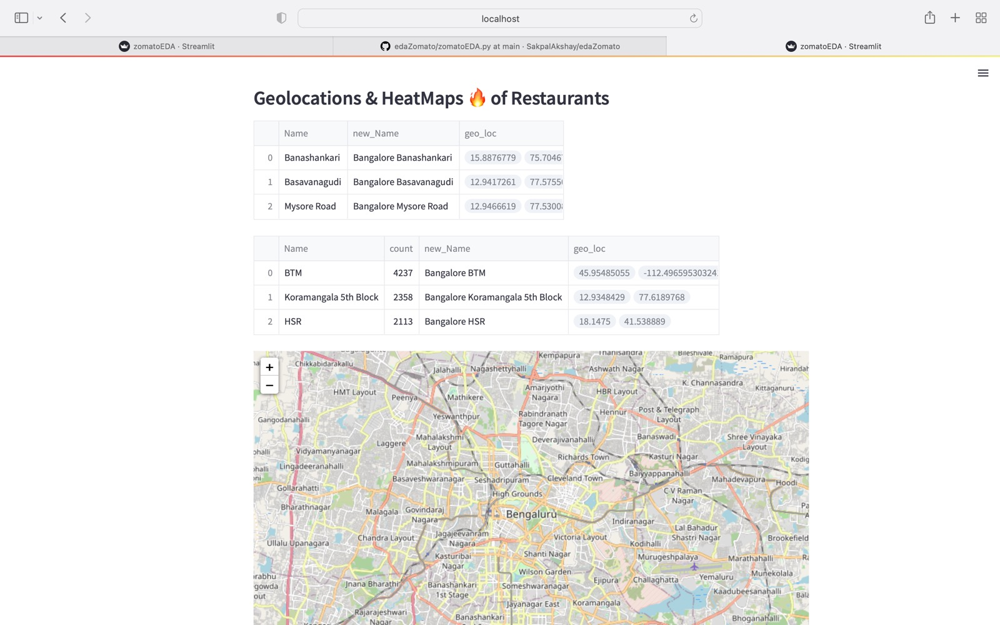 localhost
zomatoEDA · Streamlit
edaZomato/zomatoEDA.py at main · SakpalAkshay/edaZomato
zomatoEDA · Streamlit
Geolocations & HeatMaps 🔥 of Restaurants
Name new_Name geo_loc
0 Banashankari Bangalore Banashankari 15.8876779 75.7046
1 Basavanagudi Bangalore Basavanagudi 12.9417261 77.5755
2 Mysore Road Bangalore Mysore Road 12.9466619 77.5300
Name count new_Name geo_loc
0 BTM 4237 Bangalore BTM 45.95485055 -112.49659530324
1 Koramangala 5th Block 2358 Bangalore Koramangala 5th Block 12.9348429 77.6189768
2 HSR 2113 Bangalore HSR 18.1475 41.538889
+
−
Kempapura
Thanisandra
Bileshivale
Ramapura
Chikkabidarakallu
Jalahalli
Nagashettyhalli
Ashwath Nagar
Hirandah
K. Channasandra
Kittaganuru
HMT Layout
Peenya
Mathikere
Amarjyothi
Nagara
HBR Layout
Gangodanahalli
Yeswanthpur
Rabindranath
Tagore Nagar
Hennur
Post & Telegraph
Layout
Laggere
Mahalakshmi
Layout
Deverajivanahalli
Banaswadi
Shree Vinayaka
Layout
Vidyamanyanagar
Lingadeeranahalli
Mahalakshmipuram
Guttahalli
Richards Town
Kasturi Nagar
Kodig
Basaveshwaranagar
Seshadripuram
Cleveland Town
Baiyyappanahalli
Mahadevapura
Hoodi
Gollarahatti
High Grounds
C V Raman
Nagar
Bharathnagar
Malagala
Govindaraj
Nagara
Bengaluru
Indiranagar
Lal Bahadur
Shastri Nagar
Chandra Layout
Jagajeevanram
Nagara
Victoria Layout
Brookefield
Ullalu Upanagara
Kodihalli
Kasturibai
Nagar
Shanti Nagar
Murugeshpalaya
Marathahalli
Wilson Garden
Yemaluru
Munekolala
Jnana Bharathi
Banashankari
1st Stage
Someshwaranagar
Ejipura
Challaghatta
Kaadubeesanahalli
Rajarajeshwari
Nagar
Jayanagar East
Koramangala
Banashankari
Bhoganahalli